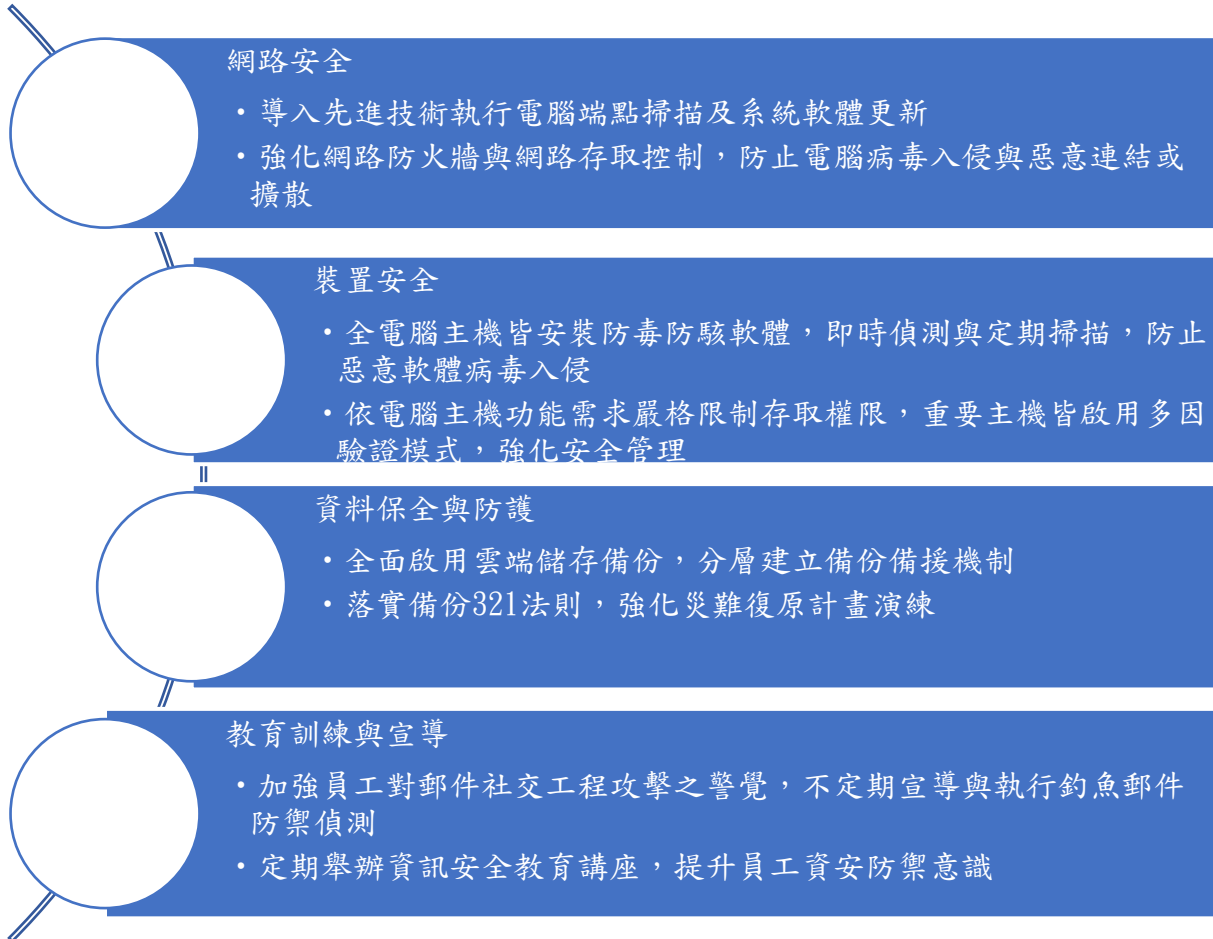 網路安全
・導入先進技術執行電腦端點掃描及系統軟體更新
・強化網路防火牆與網路存取控制，防止電腦病毒入侵與惡意連結或
擴散
裝置安全
・全電腦主機皆安裝防毒防駭軟體，即時偵測與定期掃描，防止
惡意軟體病毒入侵
・依電腦主機功能需求嚴格限制存取權限，重要主機皆啟用多因
驗證模式，強化安全管理
資料保全與防護
・全面啟用雲端儲存備份，分層建立備份備援機制
・落實備份321法則，強化災難復原計畫演練
教育訓練與宣導
・加強員工對郵件社交工程攻擊之警覺，不定期宣導與執行釣魚郵件
防禦偵測
・定期舉辦資訊安全教育講座，提升員工資安防禦意識